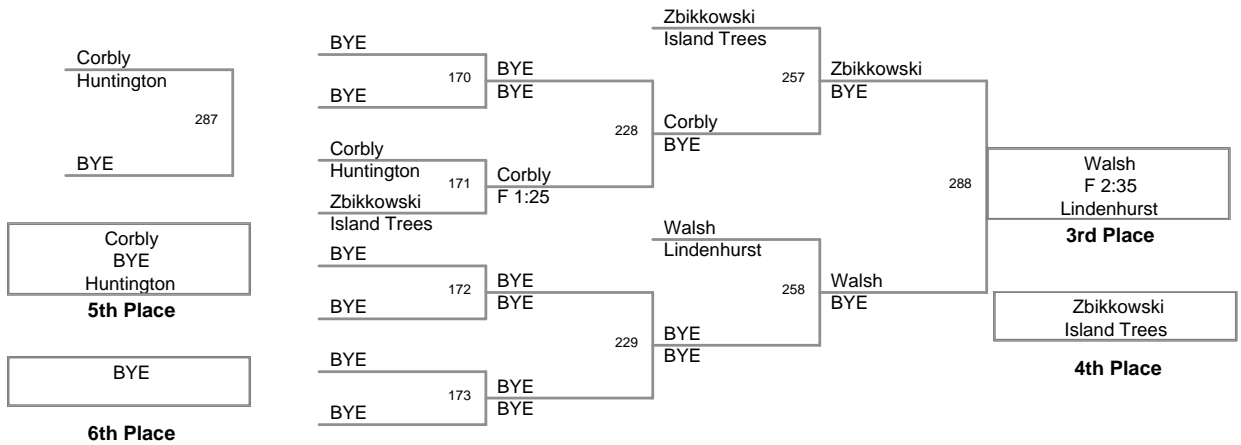 Corbly
Huntington
287
BYE
Corbly
BYE
Huntington
5th Place
BYE
6th Place
BYE
170
BYE
Corbly
Huntington
171
Zbikkowski
Island Trees
BYE
172
BYE
BYE
173
BYE
BYE
BYE
228
Corbly
F 1:25
BYE
BYE
229
BYE
BYE
Zbikkowski
Island Trees
257
Corbly
BYE
Walsh
Lindenhurst
258
BYE
BYE
Zbikkowski
BYE
288
Walsh
BYE
Walsh
F 2:35
Lindenhurst
3rd Place
Zbikkowski
Island Trees
4th Place